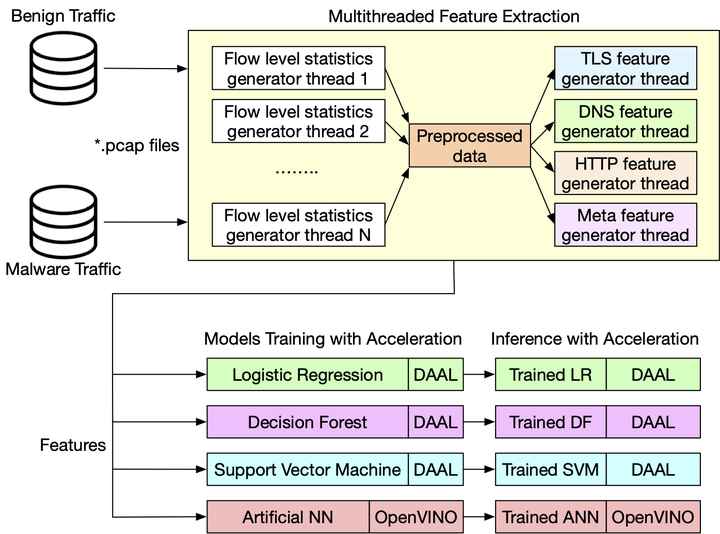 Benign Traffic
Multithreaded Feature Extraction
Flow level statistics
generator thread 1
TLS feature
generator thread
Flow level statistics
generator thread 2
Preprocessed
data
DNS feature
generator thread
*.pcap files
........
HTTP feature
generator thread
Flow level statistics
generator thread N
Meta feature
generator thread
Malware Traffic
Models Training with Acceleration
Inference with Acceleration
Logistic Regression DAAL Trained LR DAAL
Decision Forest DAAL Trained DF DAAL
Features
Support Vector Machine DAAL Trained SVM DAAL
Artificial NN OpenVINO Trained ANN OpenVINO